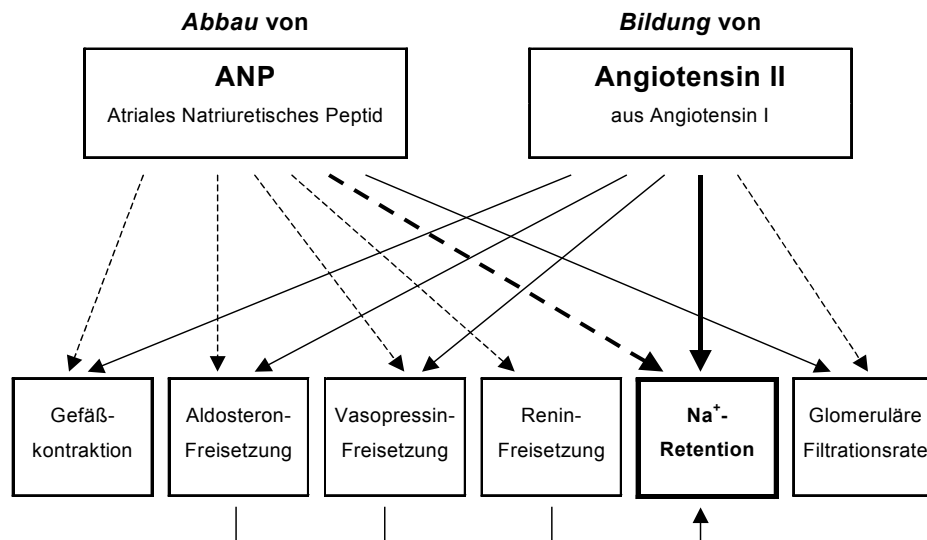 Abbau von
ANP
Atriales Natriuretisches Peptid
Bildung von
Angiotensin II
aus Angiotensin I
Gefäß-
kontraktion
Aldosteron-
Freisetzung
Vasopressin-
Freisetzung
Renin-
Freisetzung
Na⁺-
Retention
Glomeruläre
Filtrationsrate